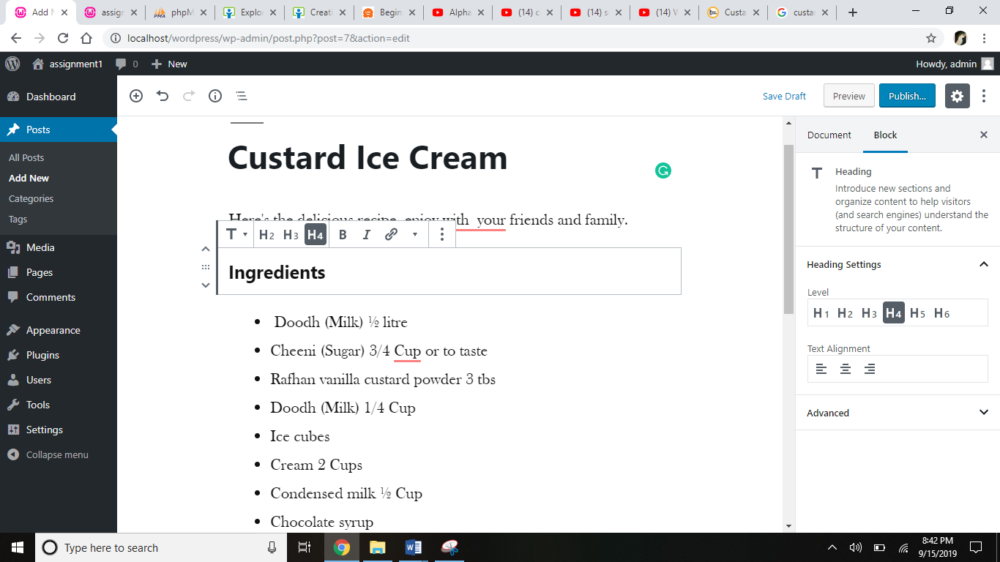 Add N
assign
phpM
Explo
Creati
Begin
Alpha
(14) c
(14) s
(14) V
Custa
custar
localhost/wordpress/wp-admin/post.php?post=7&action=edit
assignment1
0
New
Howdy, admin
Dashboard
Posts
All Posts
Add New
Categories
Tags
Media
Pages
Comments
Appearance
Plugins
Users
Tools
Settings
Collapse menu
Save Draft
Preview
Publish...
Custard Ice Cream
Here's the delicious recipe, enjoy with your friends and family.
H2 H3 H4 B I
Ingredients
Doodh (Milk) ½ litre
Cheeni (Sugar) 3/4 Cup or to taste
Rafhan vanilla custard powder 3 tbs
Doodh (Milk) 1/4 Cup
Ice cubes
Cream 2 Cups
Condensed milk ½ Cup
Chocolate syrup
Document
Block
Heading
Introduce new sections and
organize content to help visitors
(and search engines) understand the
structure of your content.
Heading Settings
Level
H1 H2 H3 H4 H5 H6
Text Alignment
Advanced
Type here to search
8:42 PM
9/15/2019